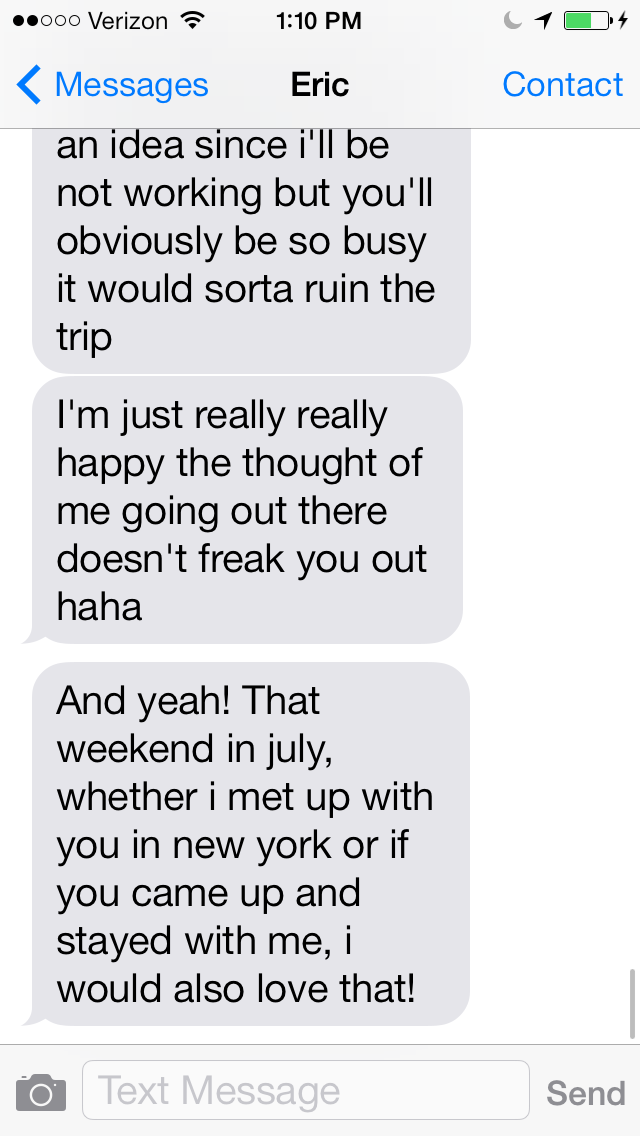 Verizon 1:10 PM
Messages Eric Contact
an idea since i'll be
not working but you'll
obviously be so busy
it would sorta ruin the
trip
I'm just really really
happy the thought of
me going out there
doesn't freak you out
haha
And yeah! That
weekend in july,
whether i met up with
you in new york or if
you came up and
stayed with me, i
would also love that!
Text Message Send